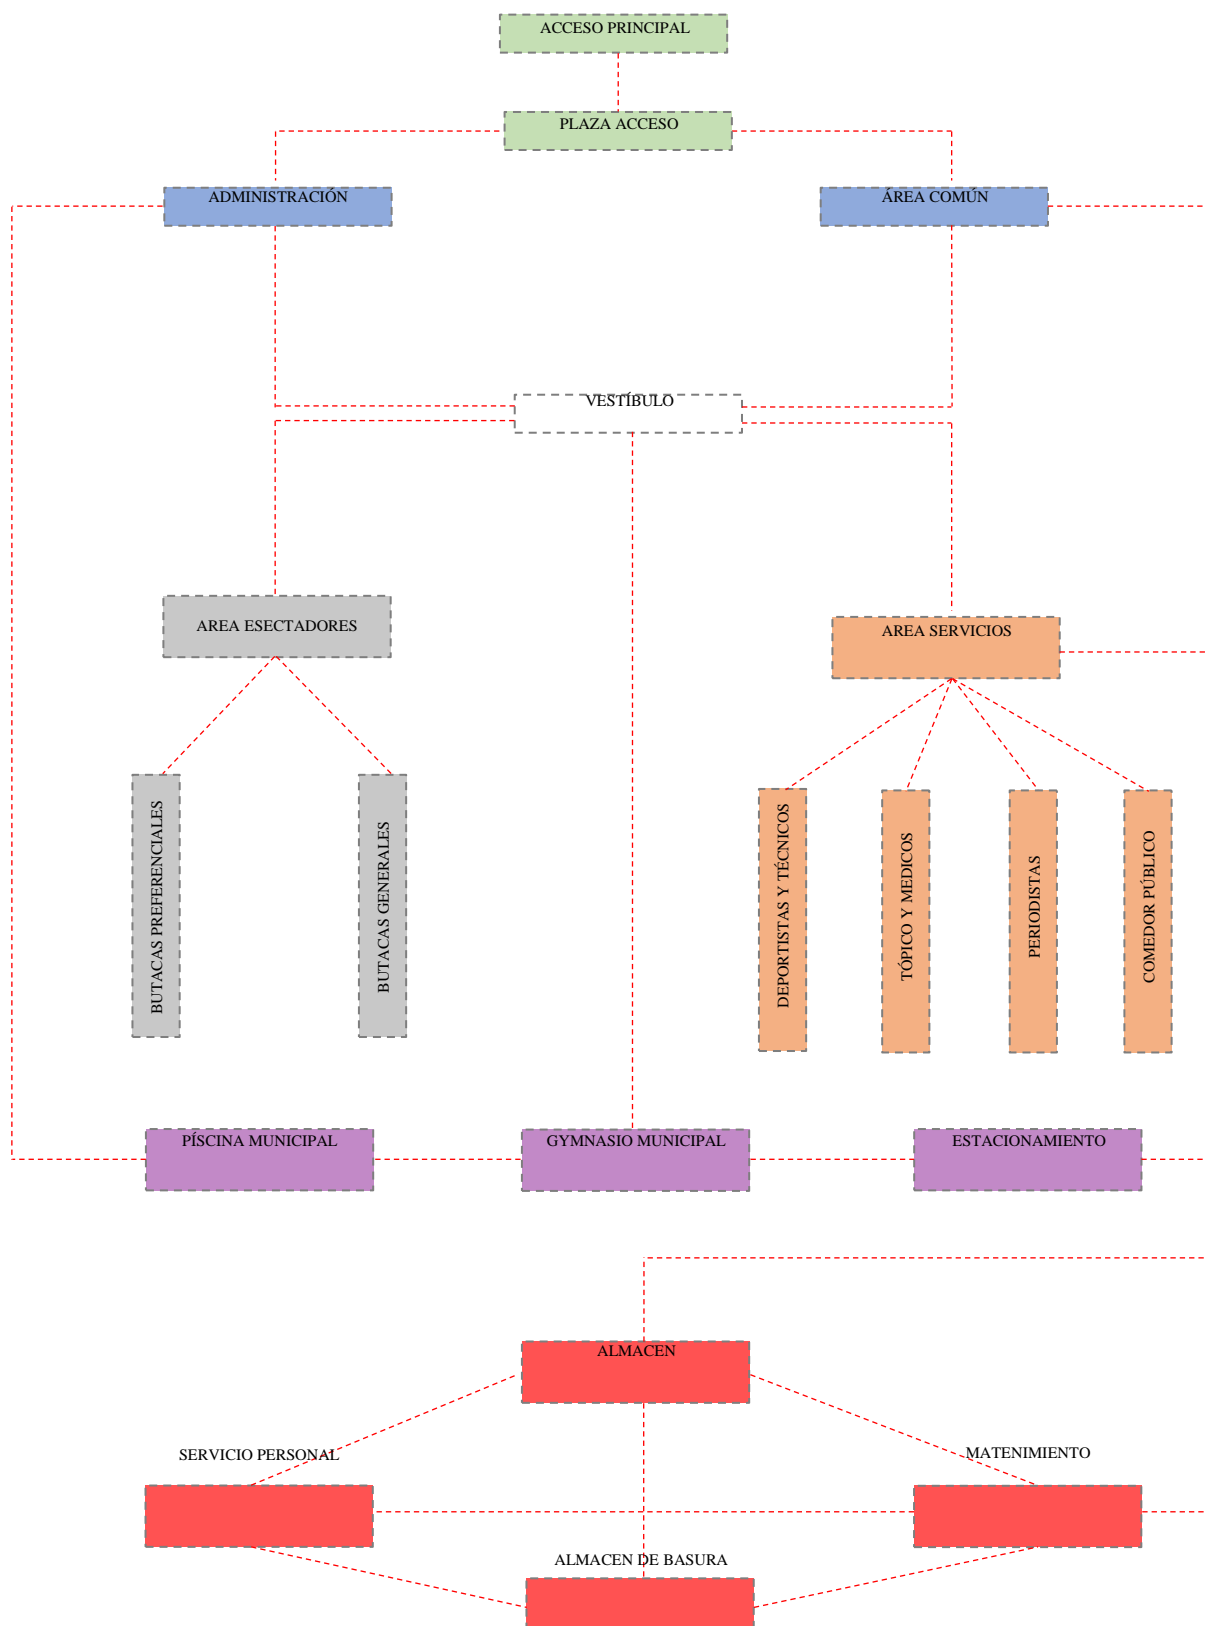 ACCESO PRINCIPAL
PLAZA ACCESO
ADMINISTRACIÓN
ÁREA COMÚN
VESTÍBULO
AREA ESECTADORES
AREA SERVICIOS
BUTACAS PREFERENCIALES
BUTACAS GENERALES
DEPORTISTAS Y TÉCNICOS
TÓPICO Y MEDICOS
PERIODISTAS
COMEDOR PÚBLICO
PÍSCINA MUNICIPAL
GYMNASIO MUNICIPAL
ESTACIONAMIENTO
ALMACEN
SERVICIO PERSONAL
MATENIMIENTO
ALMACEN DE BASURA